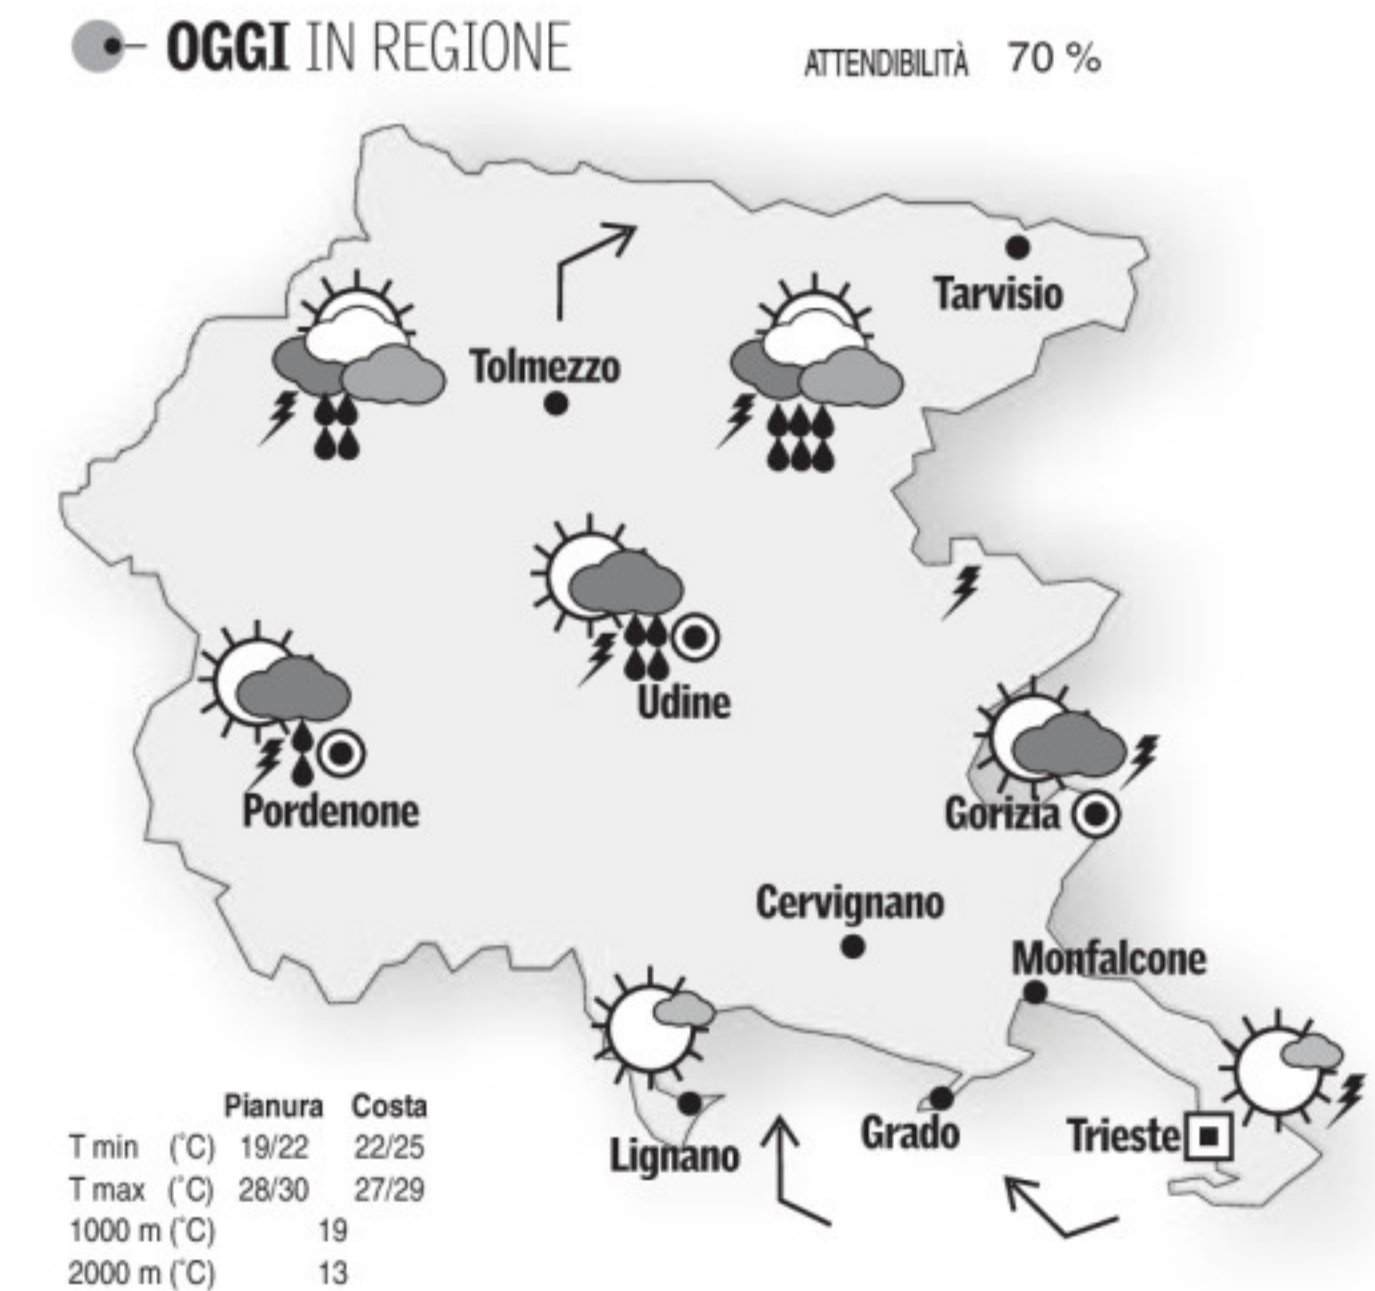 OGGI IN REGIONE
ATTENDIBILITÀ 70 %
Tarvisio
Tolmezzo
Udine
Pordenone
Gorizia
Cervignano
Monfalcone
Grado
Trieste
Lignano
Pianura Costa
T min (°C) 19/22 22/25
T max (°C) 28/30 27/29
1000 m (°C) 19
2000 m (°C) 13